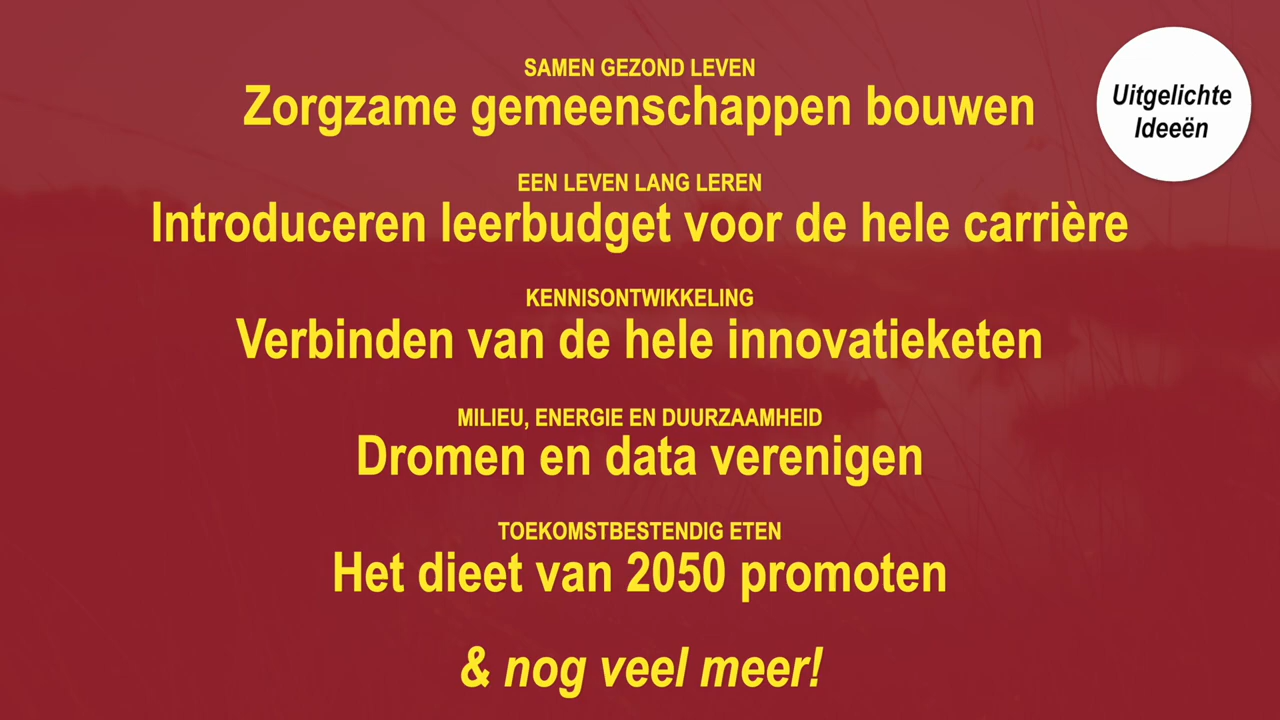 SAMEN GEZOND LEVEN
Zorgzame gemeenschappen bouwen
Uitgelichte
Ideeën
EEN LEVEN LANG LEREN
Introduceren leerbudget voor de hele carrière
KENNISONTWIKKELING
Verbinden van de hele innovatieketen
MILIEU, ENERGIE EN DUURZAAMHEID
Dromen en data verenigen
TOEKOMSTBESTENDIG ETEN
Het dieet van 2050 promoten
& nog veel meer!